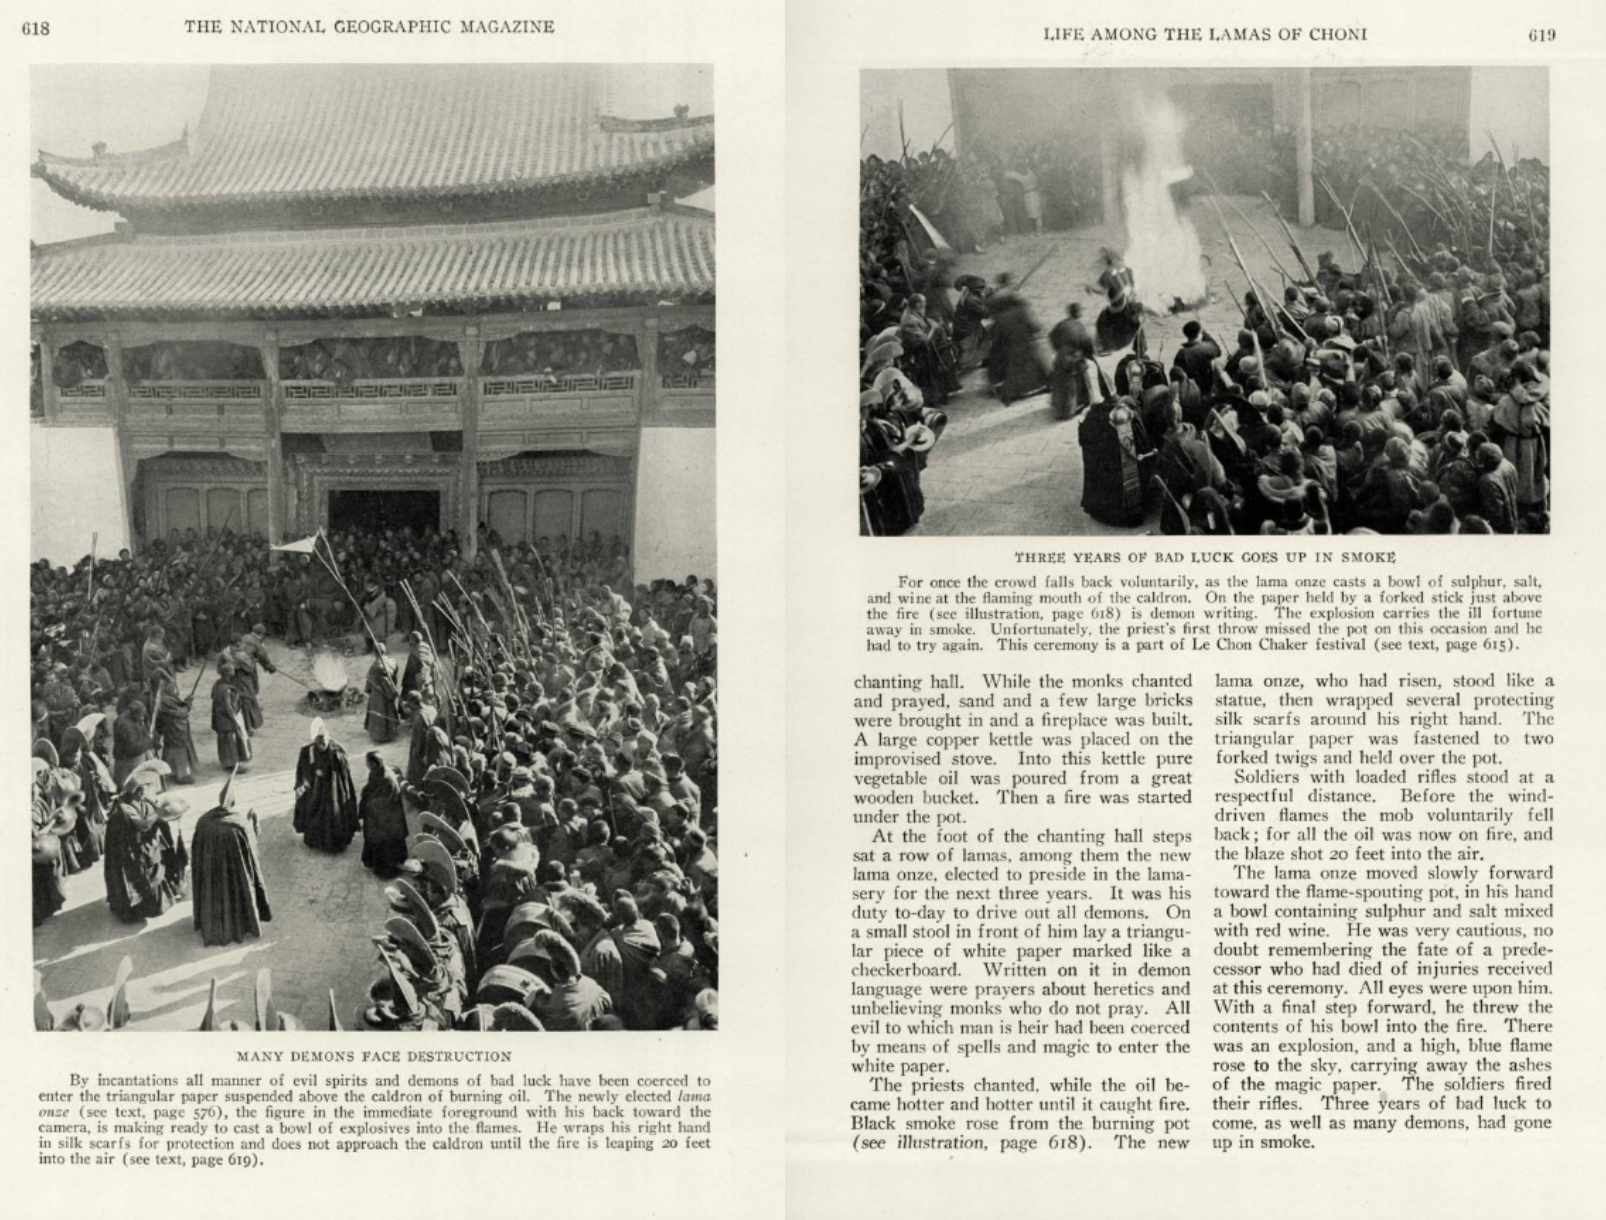 618
THE NATIONAL GEOGRAPHIC MAGAZINE
MANY DEMONS FACE DESTRUCTION
By incantations all manner of evil spirits and demons of bad luck have been coerced to
enter the triangular paper suspended above the caldron of burning oil. The newly elected lama
onze (see text, page 576), the figure in the immediate foreground with his back toward the
camera, is making ready to cast a bowl of explosives into the flames. He wraps his right hand
in silk scarfs for protection and does not approach the caldron until the fire is leaping 20 feet
into the air (see text, page 619).
LIFE AMONG THE LAMAS OF CHONI
619
THREE YEARS OF BAD LUCK GOES UP IN SMOKE
For once the crowd falls back voluntarily, as the lama onze casts a bowl of sulphur, salt,
and wine at the flaming mouth of the caldron. On the paper held by a forked stick just above
the fire (see illustration, page 618) is demon writing. The explosion carries the ill fortune
away in smoke. Unfortunately, the priest's first throw missed the pot on this occasion and he
had to try again. This ceremony is a part of Le Chon Chaker festival (see text, page 615).
chanting hall. While the monks chanted
and prayed, sand and a few large bricks
were brought in and a fireplace was built.
A large copper kettle was placed on the
improvised stove. Into this kettle pure
vegetable oil was poured from a great
wooden bucket. Then a fire was started
under the pot.
At the foot of the chanting hall steps
sat a row of lamas, among them the new
lama onze, elected to preside in the lama-
sery for the next three years. It was his
duty to-day to drive out all demons. On
a small stool in front of him lay a triangu-
lar piece of white paper marked like a
checkerboard. Written on it in demon
language were prayers about heretics and
unbelieving monks who do not pray. All
evil to which man is heir had been coerced
by means of spells and magic to enter the
white paper.
The priests chanted, while the oil be-
came hotter and hotter until it caught fire.
Black smoke rose from the burning pot
(see illustration, page 618). The new
lama onze, who had risen, stood like a
statue, then wrapped several protecting
silk scarfs around his right hand. The
triangular paper was fastened to two
forked twigs and held over the pot.
Soldiers with loaded rifles stood at a
respectful distance. Before the wind-
driven flames the mob voluntarily fell
back; for all the oil was now on fire, and
the blaze shot 20 feet into the air.
The lama onze moved slowly forward
toward the flame-spouting pot, in his hand
a bowl containing sulphur and salt mixed
with red wine. He was very cautious, no
doubt remembering the fate of a prede-
cessor who had died of injuries received
at this ceremony. All eyes were upon him.
With a final step forward, he threw the
contents of his bowl into the fire. There
was an explosion, and a high, blue flame
rose to the sky, carrying away the ashes
of the magic paper. The soldiers fired
their rifles. Three years of bad luck to
come, as well as many demons, had gone
up in smoke.